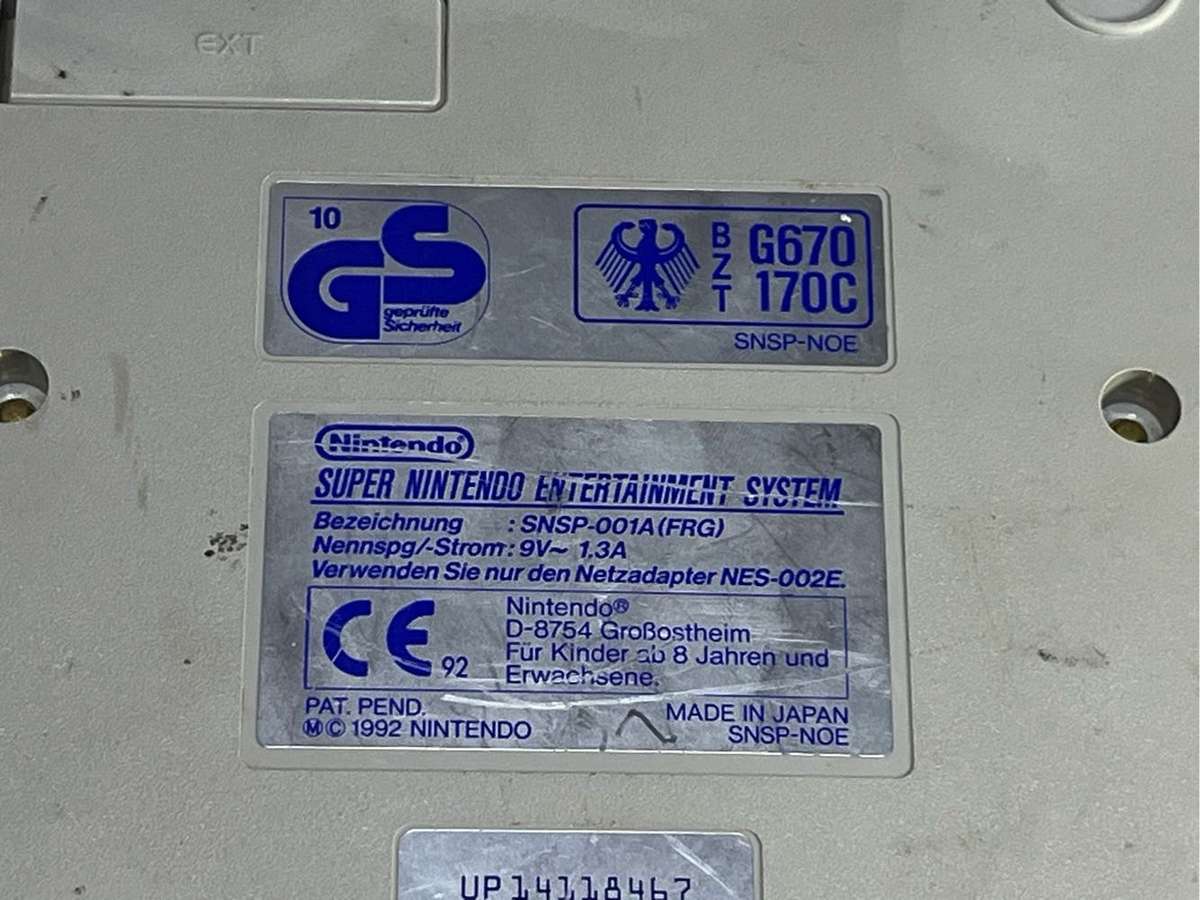 EXT
10
GS
geprüfte
Sicherheit
BZT
G670
170C
SNSP-NOE
Nintendo®
SUPER NINTENDO ENTERTAINMENT SYSTEM
Bezeichnung : SNSP-001A(FRG)
Nennspg/-Strom: 9V~ 1.3A
Verwenden Sie nur den Netzadapter NES-002E.
CE 92
Nintendo®
D-8754 Großostheim
Für Kinder ab 8 Jahren und
Erwachsene.
PAT. PEND.
Ⓜ© 1992 NINTENDO
MADE IN JAPAN
SNSP-NOE
UP14118467